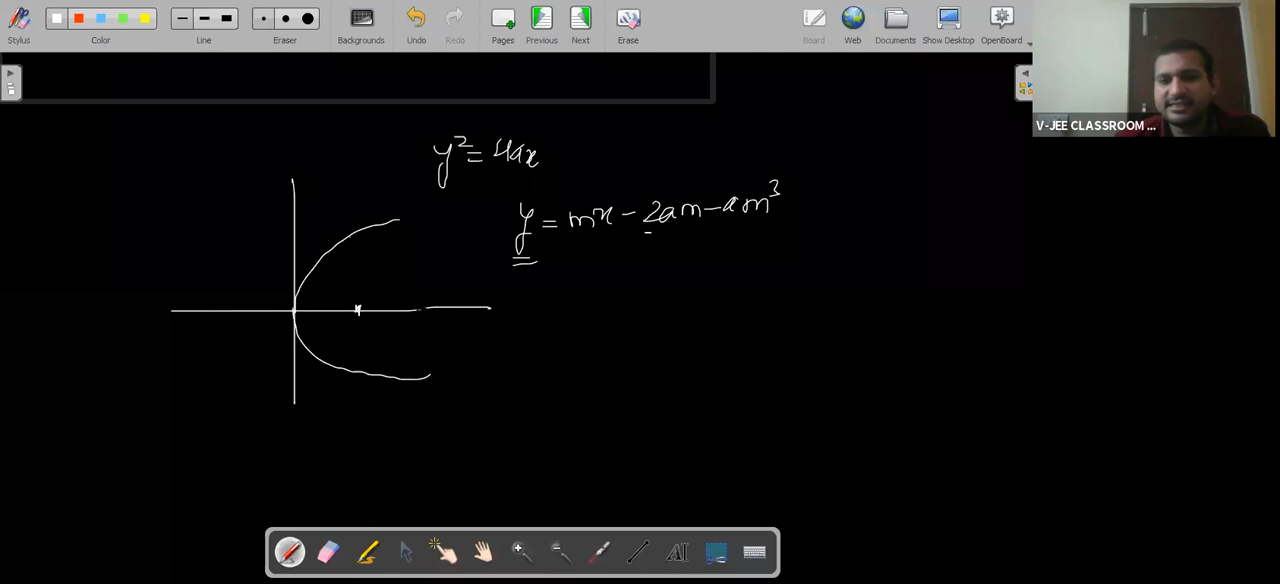 Stylus Color Line Eraser Backgrounds Undo Redo Pages Previous Next Erase Board Web Documents Show Desktop OpenBoard
V-JEE CLASSROOM ...
y² = 4ax
y = mx - 2am - am³
AI